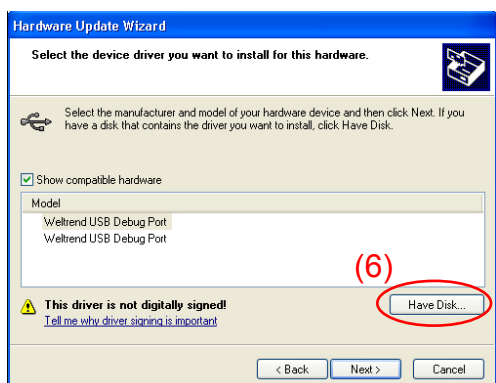 Hardware Update Wizard
Select the device driver you want to install for this hardware.
Select the manufacturer and model of your hardware device and then click Next. If you
have a disk that contains the driver you want to install, click Have Disk.
Show compatible hardware
Model
Weltrend USB Debug Port
Weltrend USB Debug Port
(6)
This driver is not digitally signed!
Have Disk...
Tell me why driver signing is important
< Back Next > Cancel